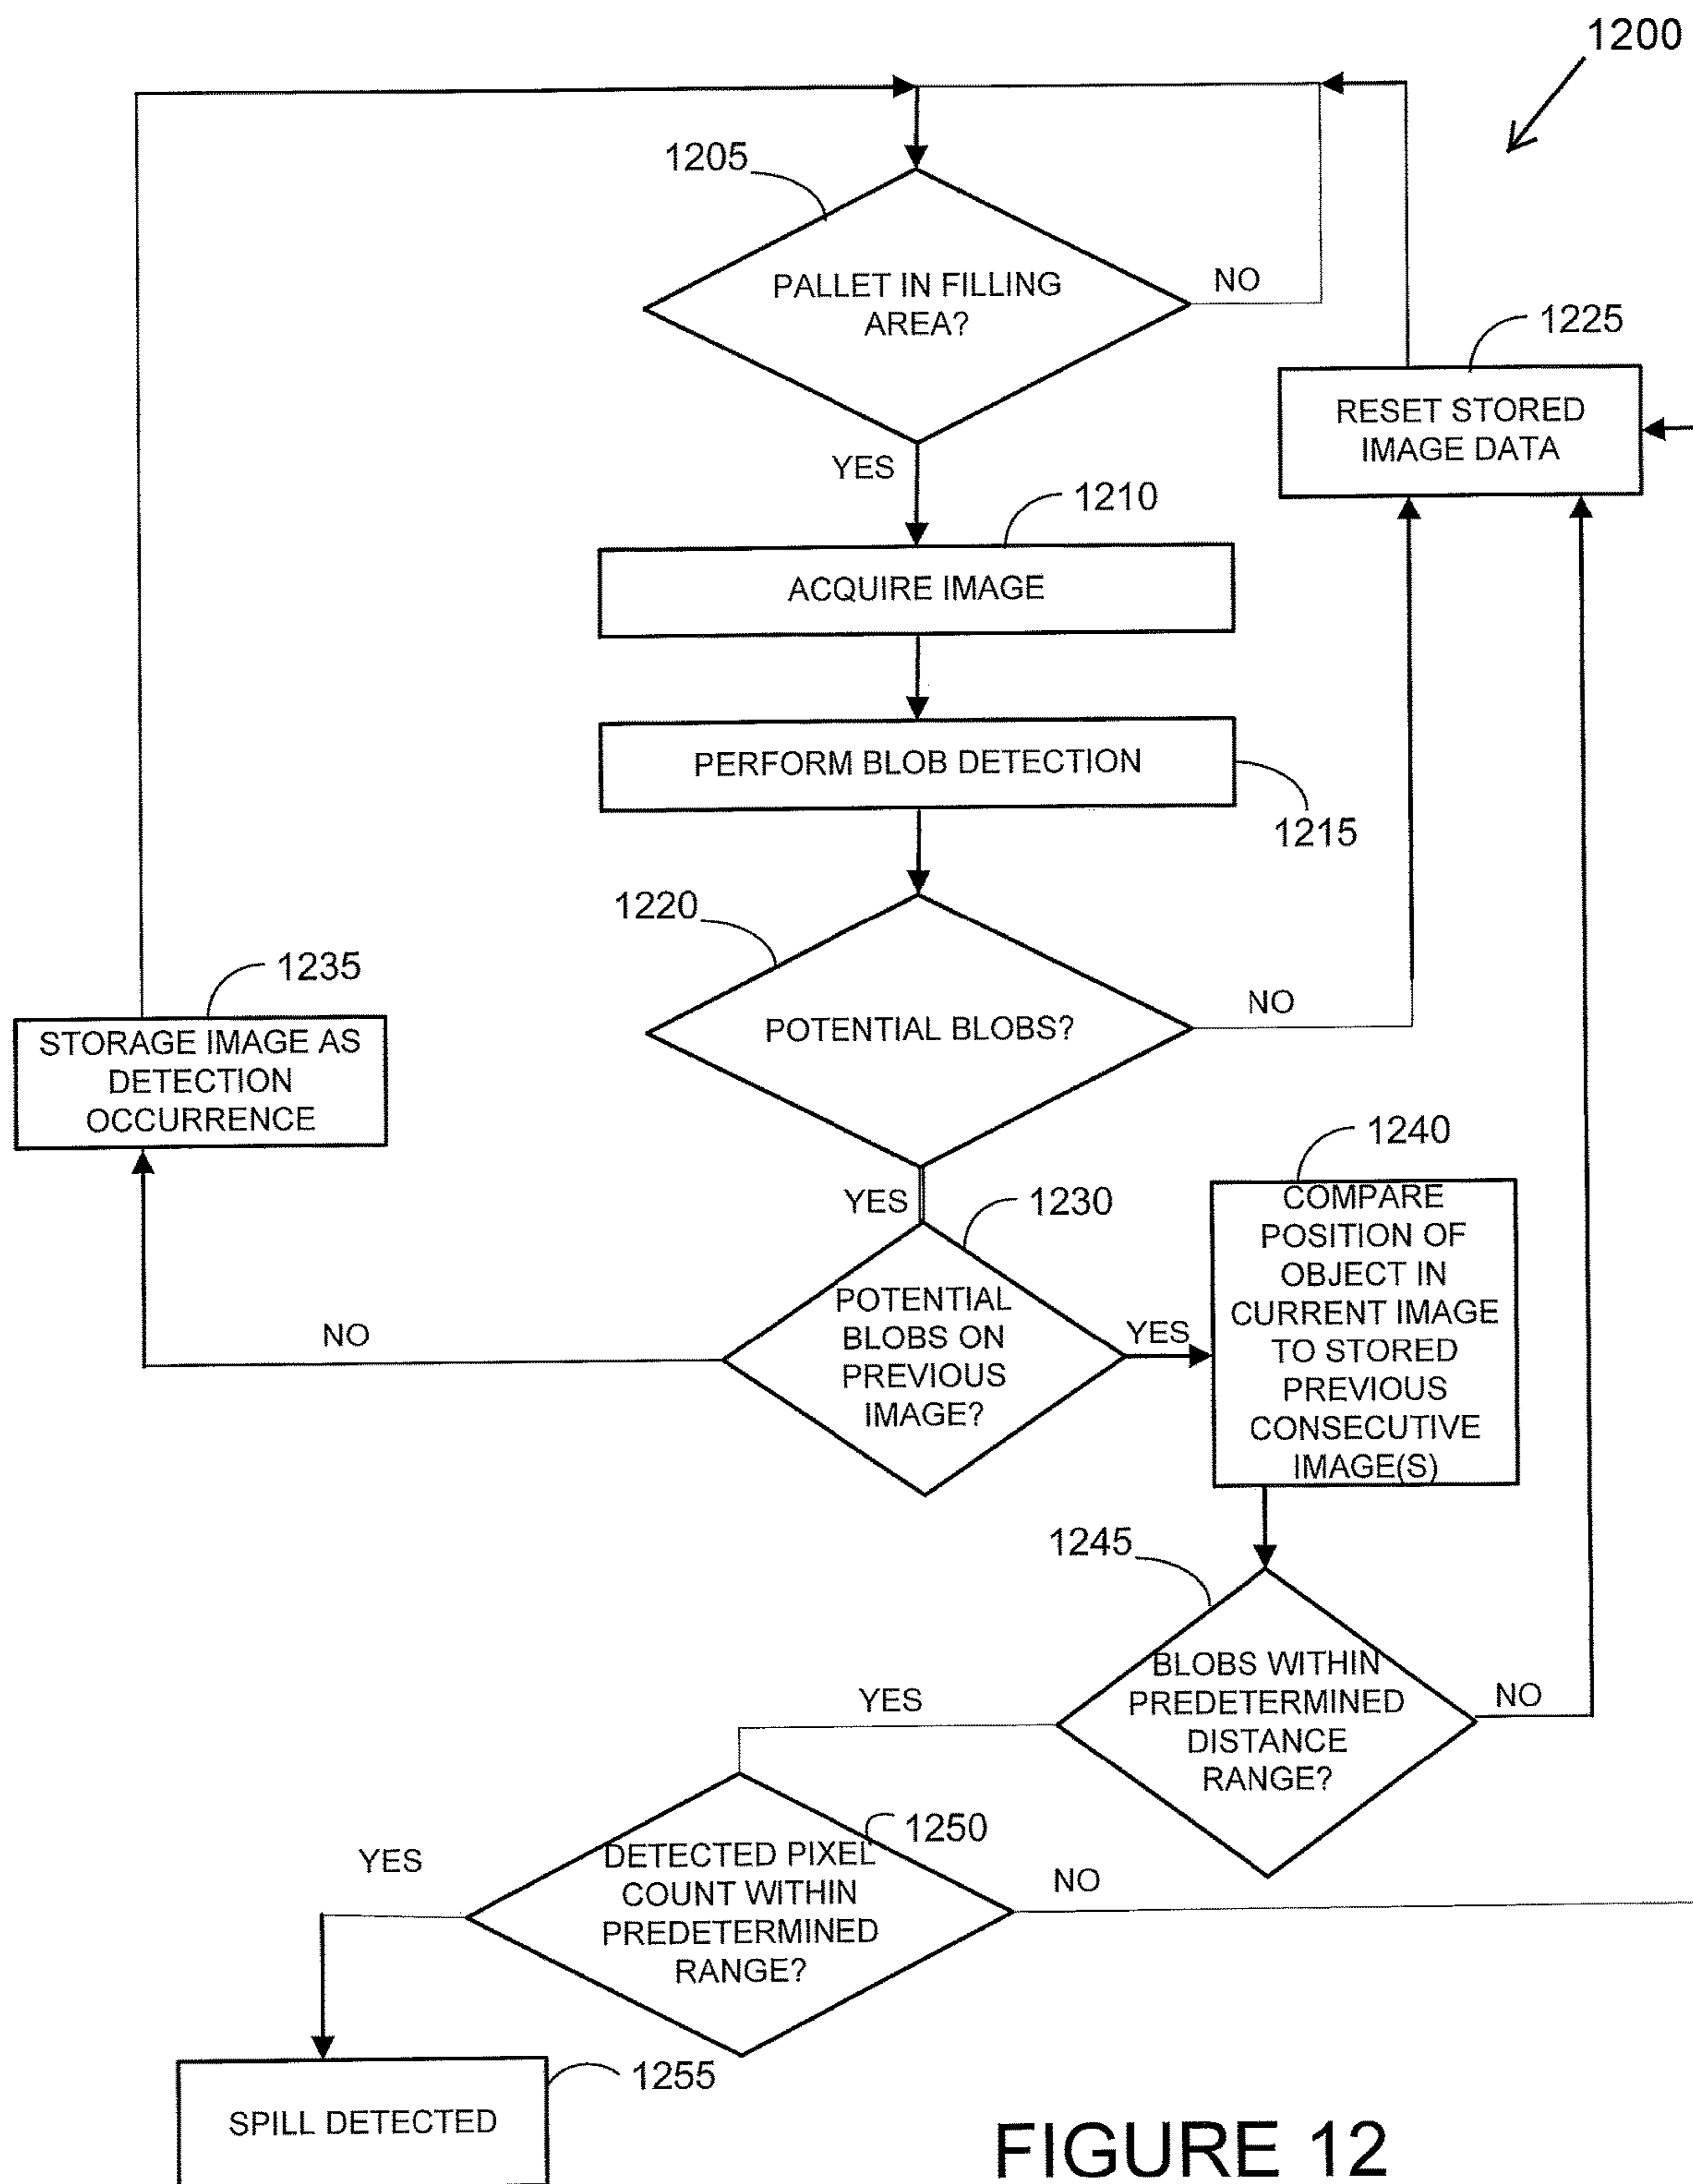 1200
1205
PALLET IN FILLING
AREA?
NO
1225
RESET STORED
IMAGE DATA
YES
1210
ACQUIRE IMAGE
PERFORM BLOB DETECTION
1215
1220
POTENTIAL BLOBS?
NO
1235
STORAGE IMAGE AS
DETECTION
OCCURRENCE
YES
1230
POTENTIAL
BLOBS ON
PREVIOUS
IMAGE?
NO
YES
1240
COMPARE
POSITION OF
OBJECT IN
CURRENT IMAGE
TO STORED
PREVIOUS
CONSECUTIVE
IMAGE(S)
1245
BLOBS WITHIN
PREDETERMINED
DISTANCE
RANGE?
NO
YES
1250
DETECTED PIXEL
COUNT WITHIN
PREDETERMINED
RANGE?
YES
NO
1255
SPILL DETECTED
FIGURE 12